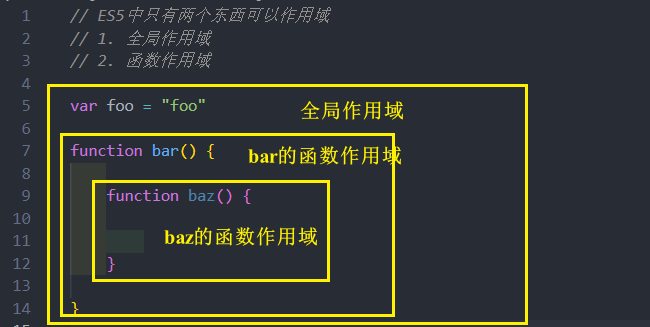 1 // ES5中只有两个东西可以作用域
2 // 1. 全局作用域
3 // 2. 函数作用域
4
5 var foo = "foo" 全局作用域
6
7 function bar() { bar的函数作用域
8
9 function baz() {
10
11 baz的函数作用域
12 }
13
14 }